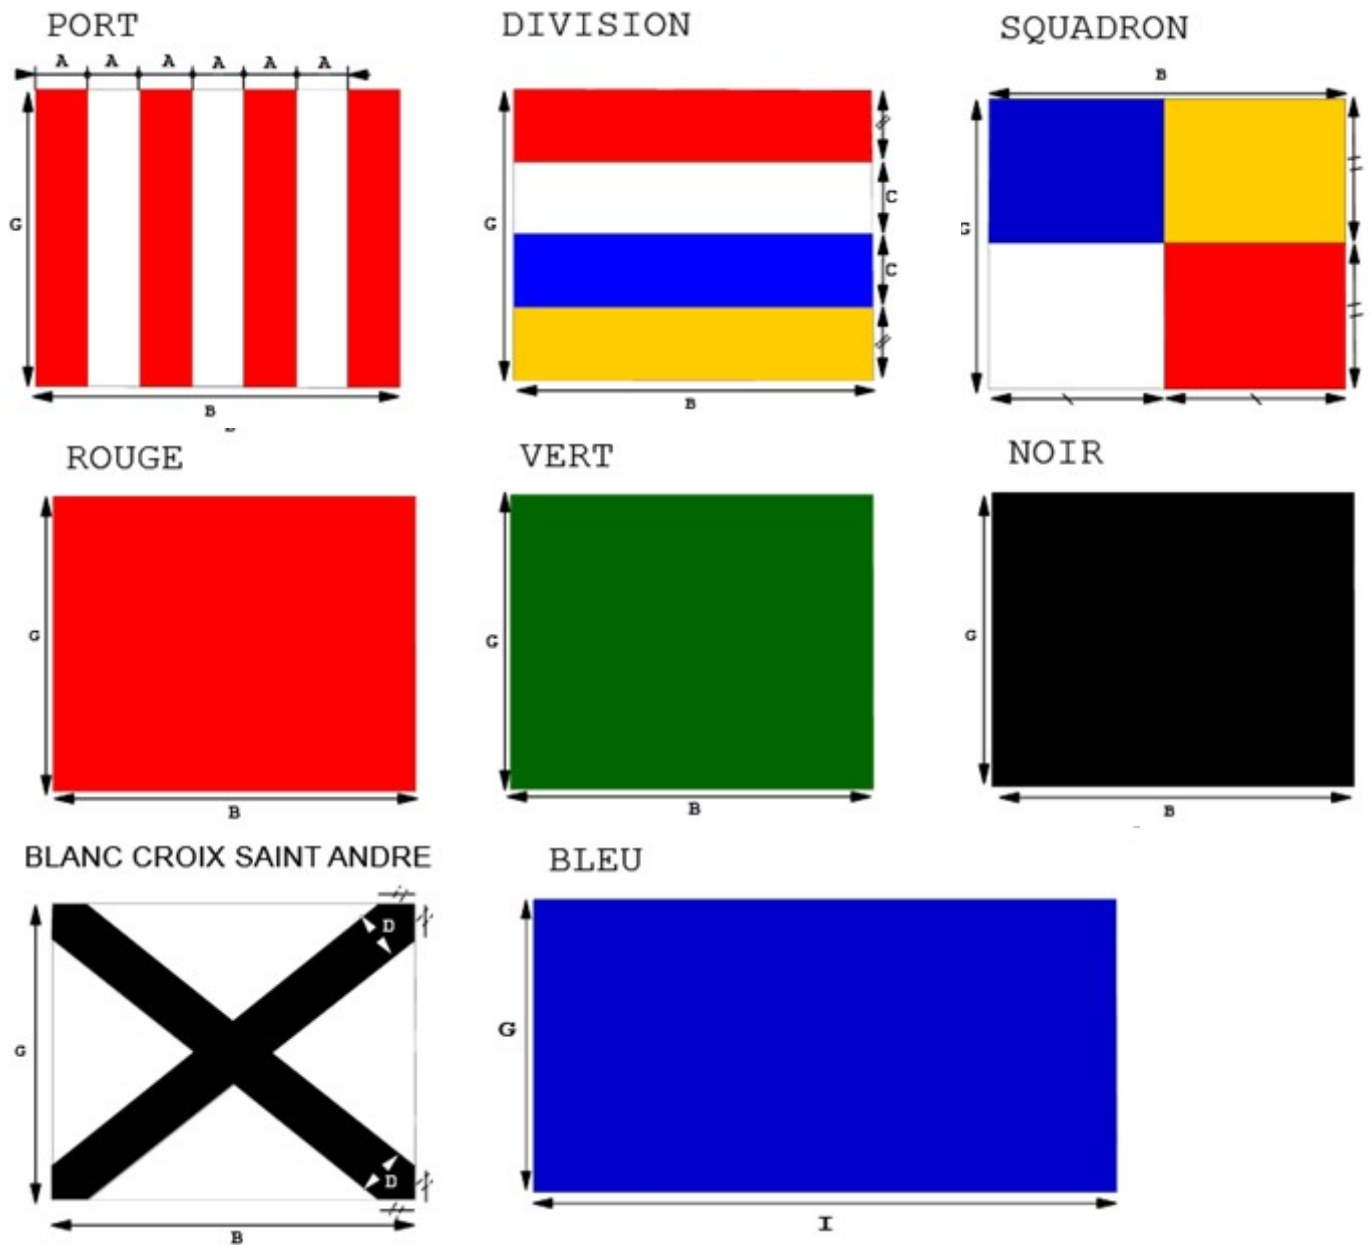 PORT
A A A A A A
G
B
DIVISION
G
C
C
B
SQUADRON
B
G
ROUGE
G
B
VERT
G
B
NOIR
G
B
BLANC CROIX SAINT ANDRE
D
G
D
B
BLEU
G
I